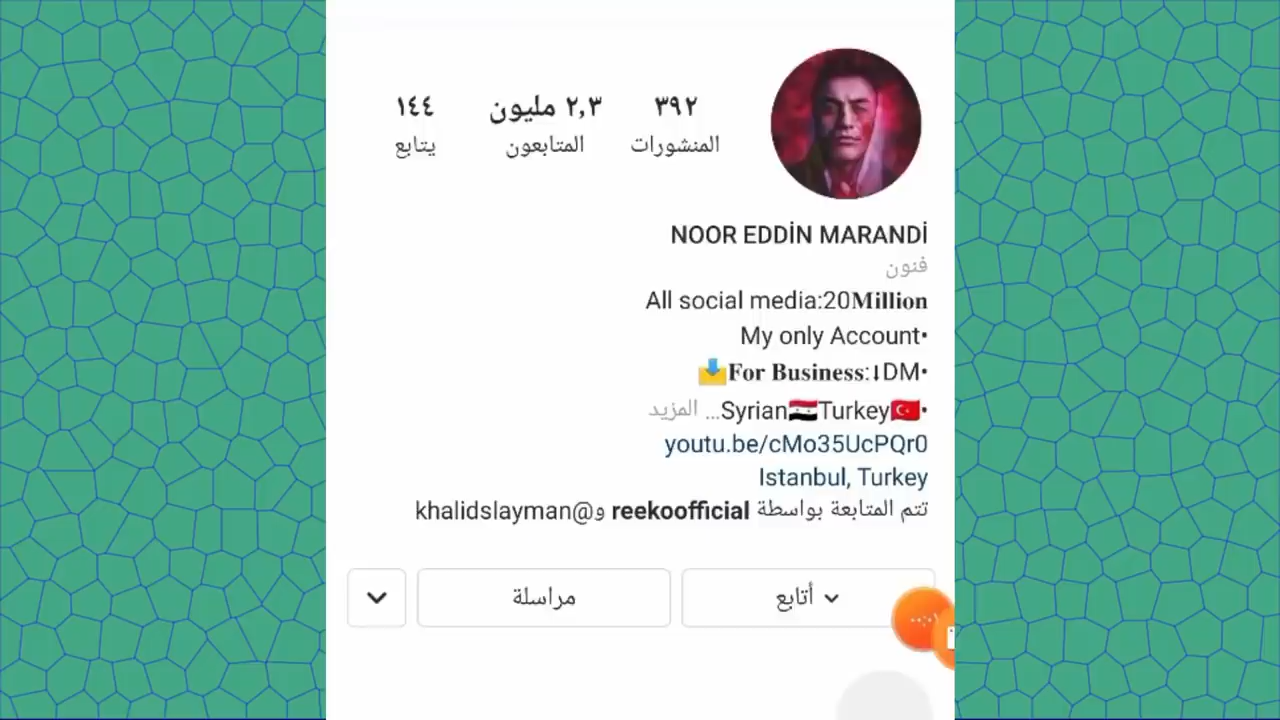 ٣٩٢ ٢,٣ مليون ١٤٤
المنشورات المتابعون يتابع
NOOR EDDİN MARANDİ
فنون
All social media:20𝐌𝐢𝐥𝐥𝐢𝐨𝐧
•My only Account
•📩𝐅𝐨𝐫 𝐁𝐮𝐬𝐢𝐧𝐞𝐬𝐬:⭣DM
•Syrian🇸🇾Turkey🇹🇷... المزيد
youtu.be/cMo35UcPQr0
Istanbul, Turkey
تتم المتابعة بواسطة reekoofficial و@khalidslayman
أتابع مراسلة